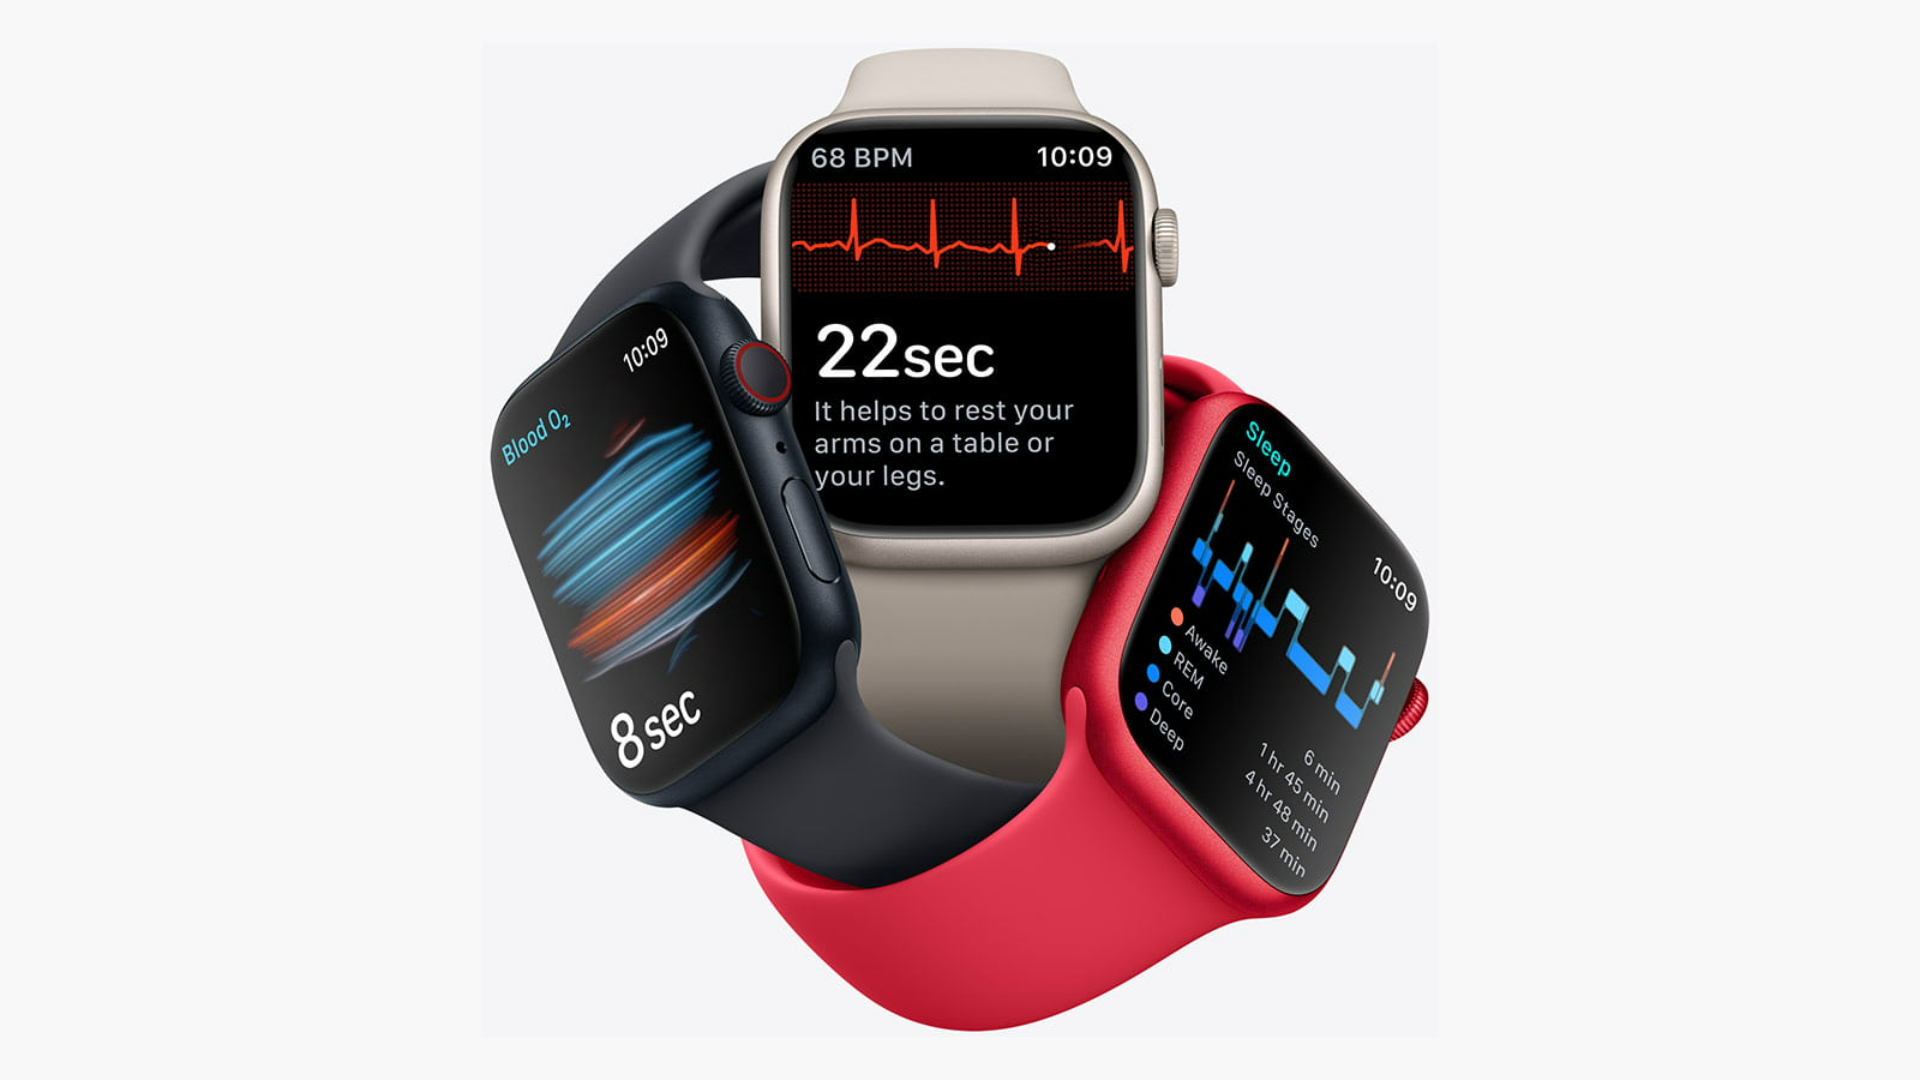 68 BPM 10:09
22sec
It helps to rest your
arms on a table or
your legs.
10:09
Blood O₂
8sec
Sleep
Sleep Stages
10:09
Awake
REM
Core
Deep
6 min
1 hr 45 min
4 hr 48 min
37 min